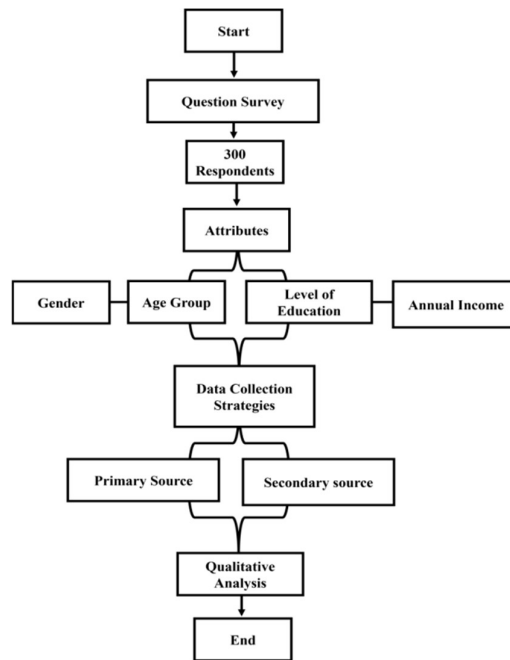 Start
Question Survey
300
Respondents
Attributes
Gender
Age Group
Level of
Education
Annual Income
Data Collection
Strategies
Primary Source
Secondary source
Qualitative
Analysis
End